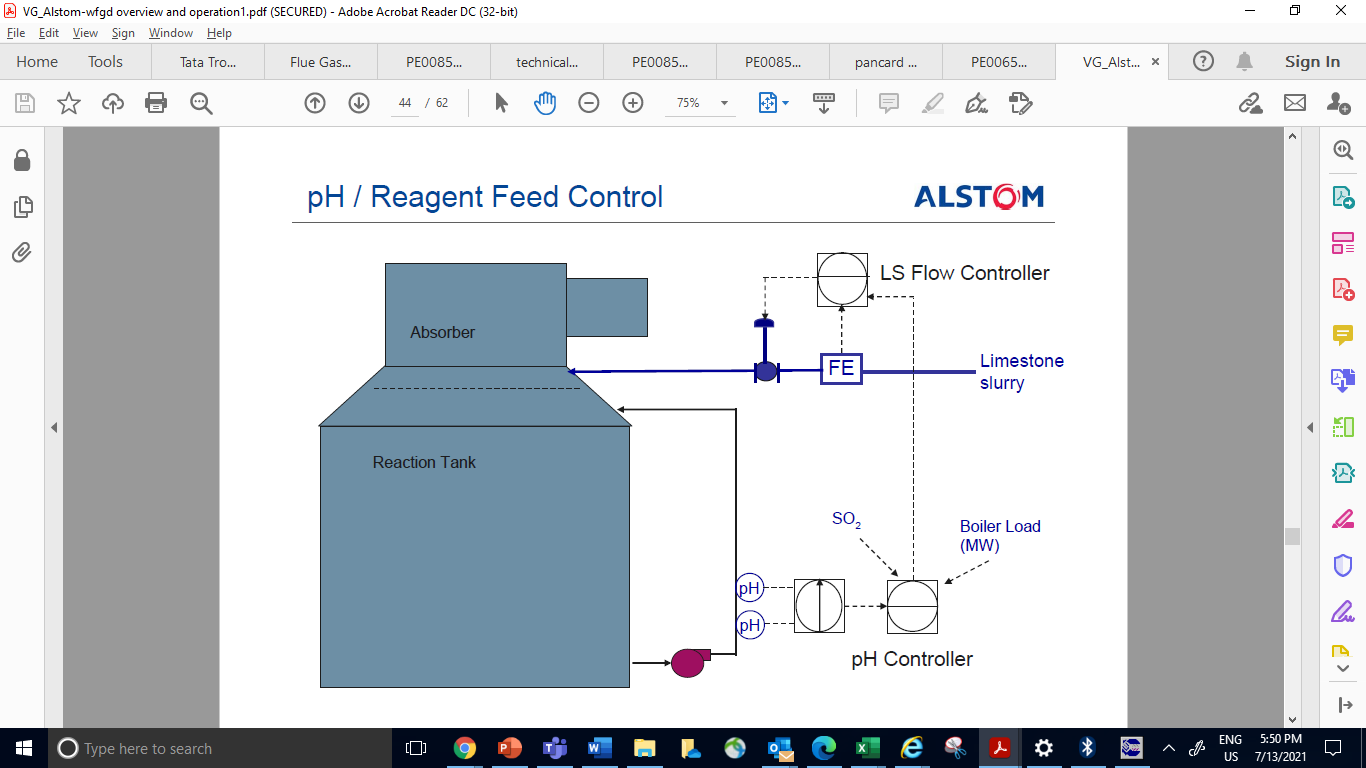 VG_Alstom-wfgd overview and operation1.pdf (SECURED) - Adobe Acrobat Reader DC (32-bit)
File Edit View Sign Window Help
Home Tools Tata Tro... Flue Gas... PE0085... technical... PE0085... PE0085... pancard ... PE0065... VG_Alst... × Sign In
44 / 62 75%
pH / Reagent Feed Control
ALSTOM
LS Flow Controller
Absorber
FE
Limestone
slurry
Reaction Tank
SO2
Boiler Load
(MW)
pH
pH
pH Controller
Type here to search
ENG
US
5:50 PM
7/13/2021